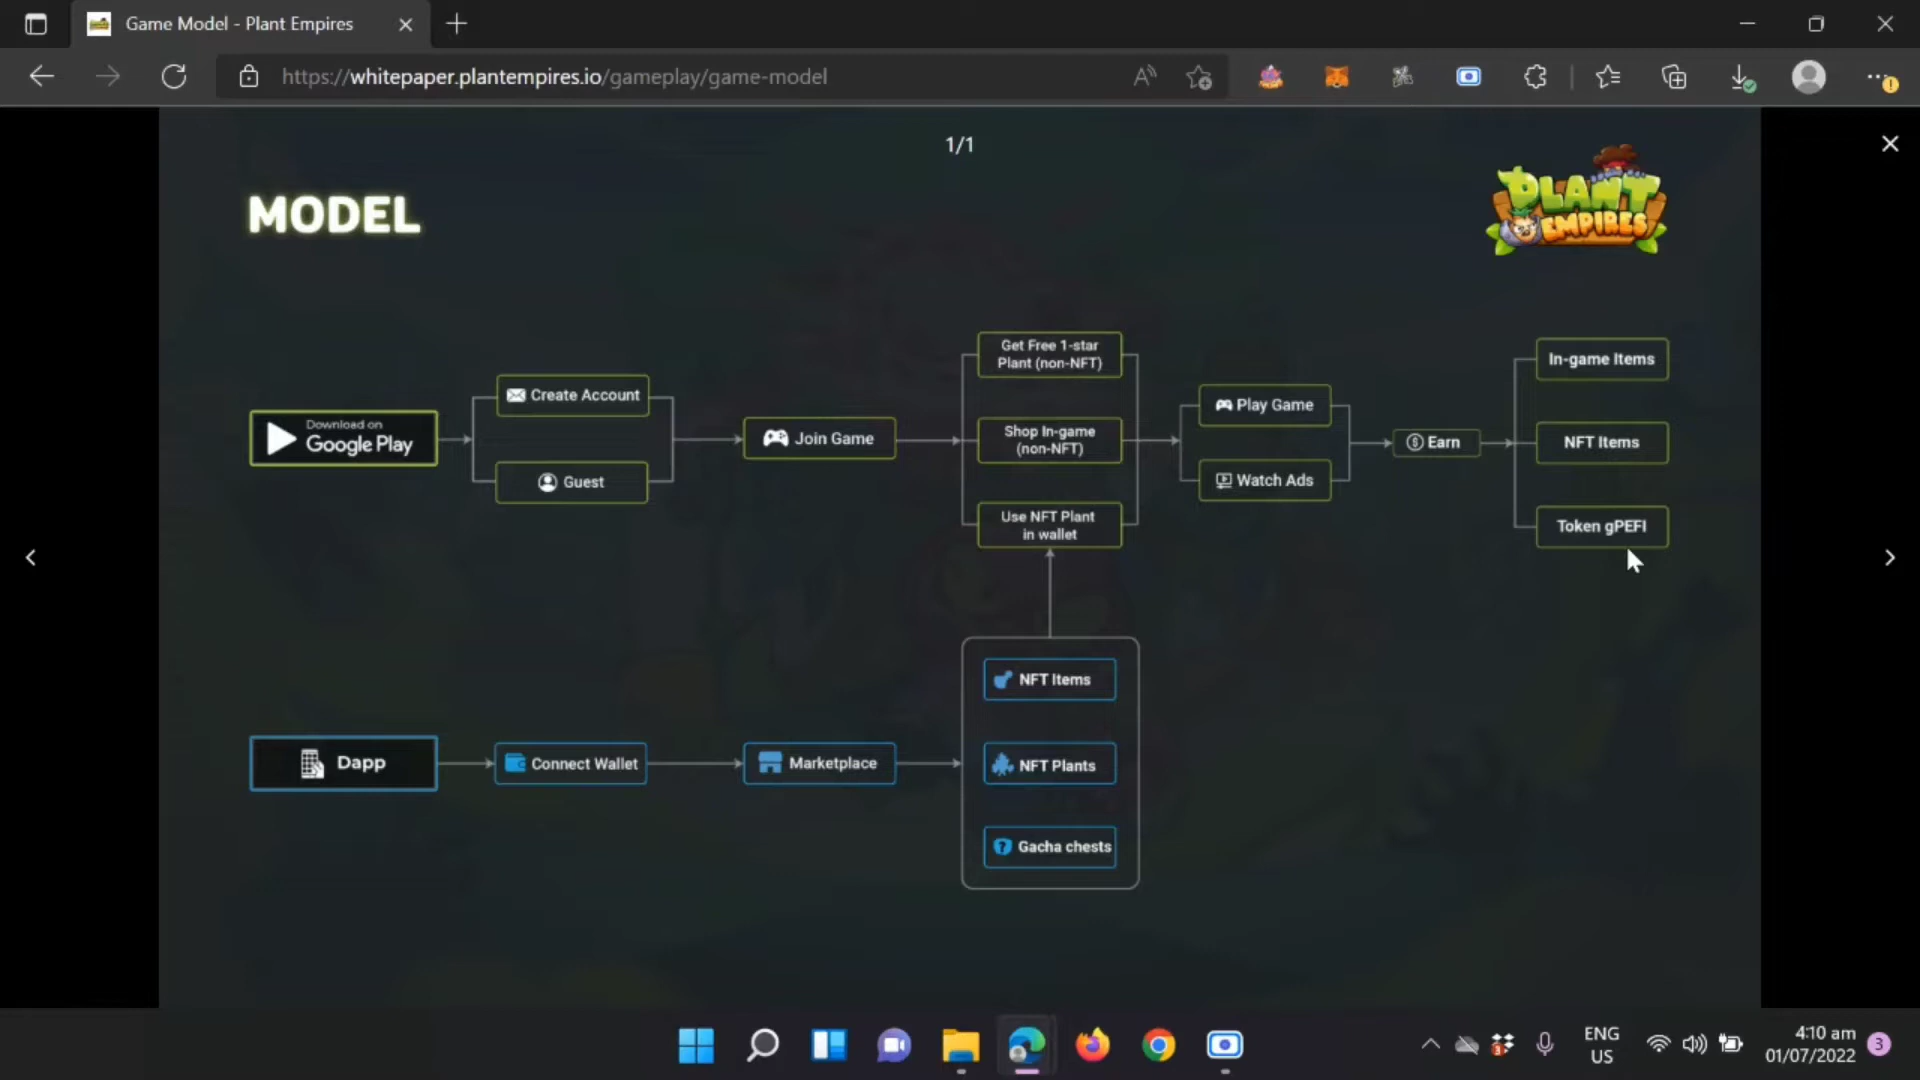 Game Model - Plant Empires
https://whitepaper.plantempires.io/gameplay/game-model
1/1
MODEL
PLANT
EMPIRES
Download on
Google Play
Create Account
Guest
Join Game
Get Free 1-star
Plant (non-NFT)
Shop In-game
(non-NFT)
Use NFT Plant
in wallet
Play Game
Watch Ads
Earn
In-game Items
NFT Items
Token gPEFI
Dapp
Connect Wallet
Marketplace
NFT Items
NFT Plants
Gacha chests
ENG
US
4:10 am
01/07/2022
3